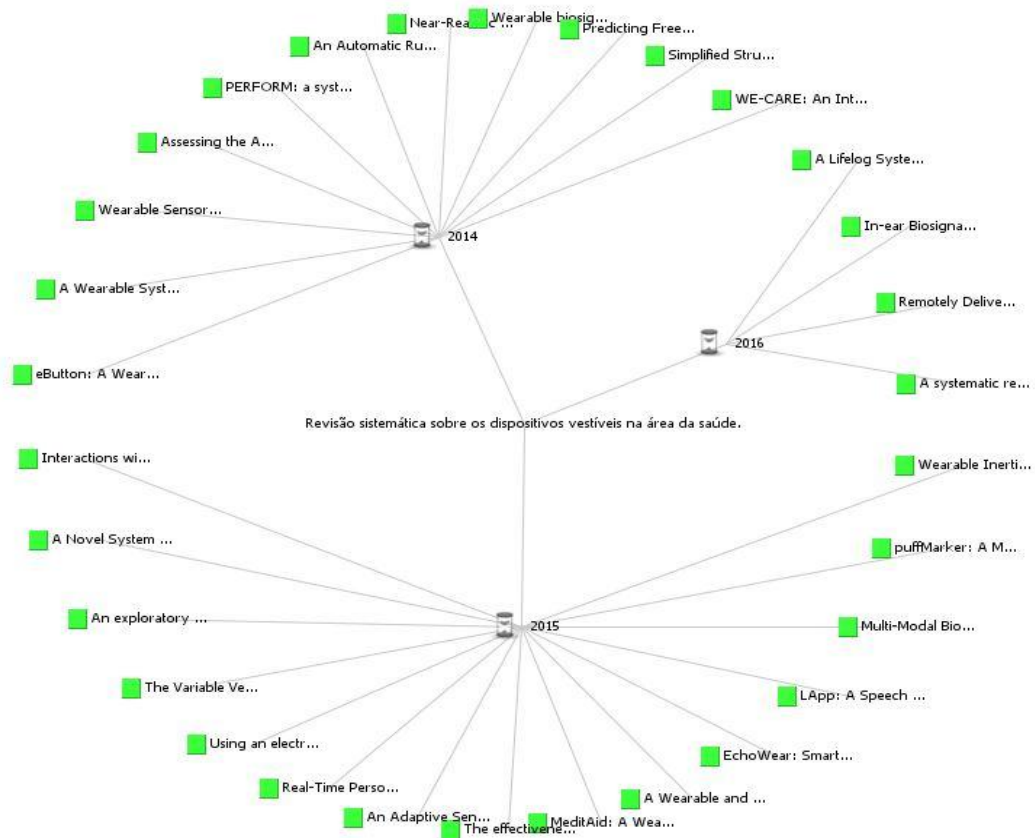 Near-Rea... c ...
Wearable biosig...
An Automatic Ru...
Predicting Free...
Simplified Stru...
PERFORM: a syst...
WE-CARE: An Int...
Assessing the A...
A Lifelog Syste...
Wearable Sensor...
In-ear Biosigna...
2014
A Wearable Syst...
Remotely Delive...
2016
eButton: A Wear...
A systematic re...
Revisão sistemática sobre os dispositivos vestíveis na área da saúde.
Interactions wi...
Wearable Inerti...
A Novel System ...
puffMarker: A M...
An exploratory ...
2015
Multi-Modal Bio...
The Variable Ve...
LApp: A Speech ...
Using an electr...
EchoWear: Smart...
Real-Time Perso...
A Wearable and ...
An Adaptive Sen...
The effectivene...
MeditAid: A Wea...